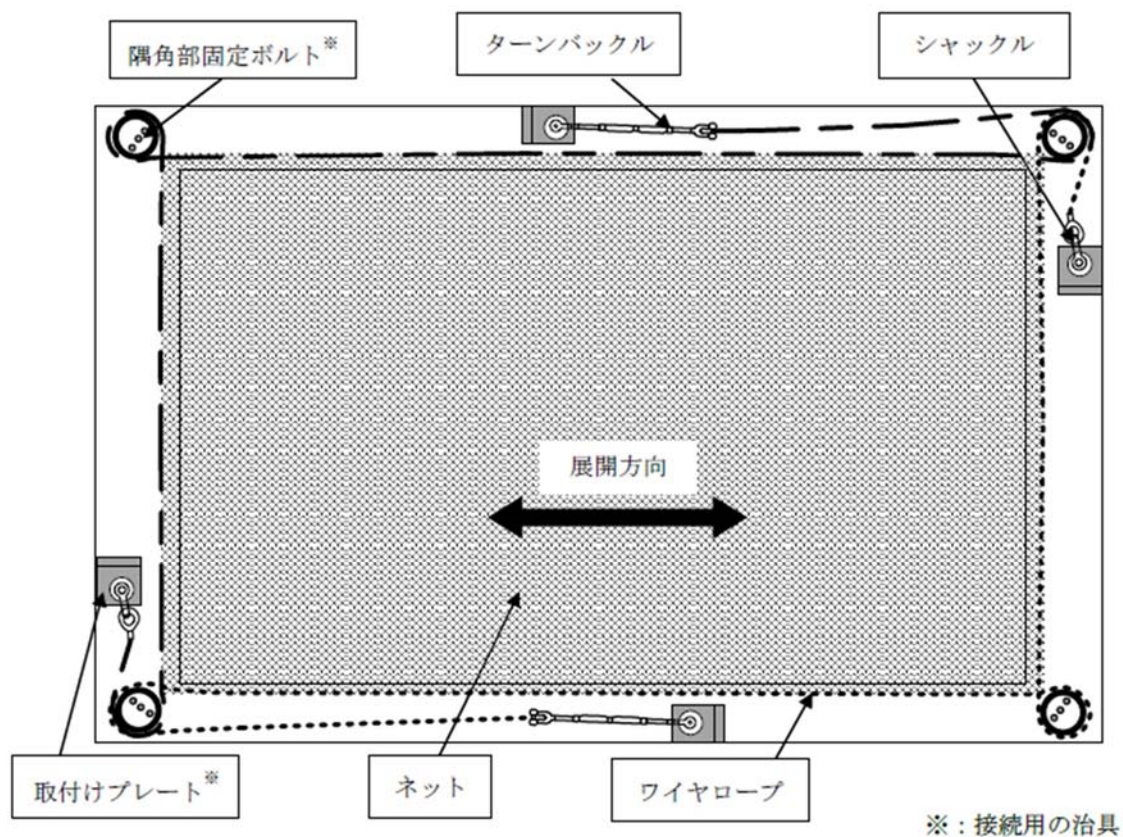 隅角部固定ボルト※
ターンバックル
シャックル
展開方向
取付けプレート※
ネット
ワイヤロープ
※：接続用の治具